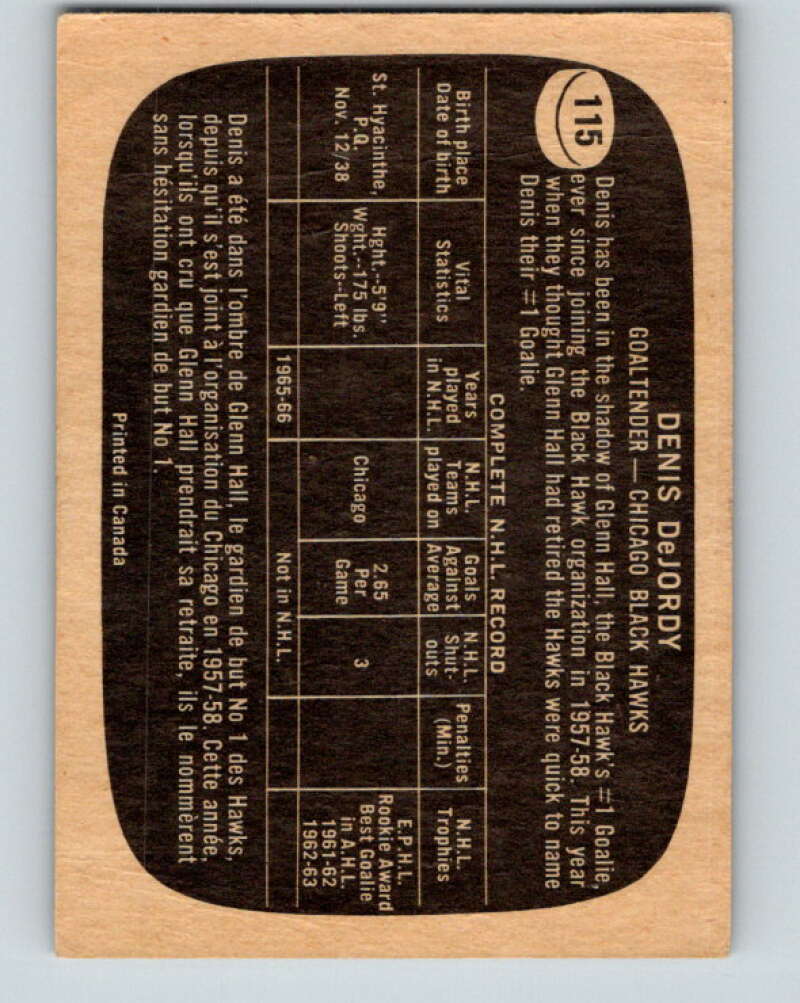 115
DENIS DeJORDY
GOALTENDER — CHICAGO BLACK HAWKS
Denis has been in the shadow of Glenn Hall, the Black Hawk's #1 Goalie,
ever since joining the Black Hawk organization in 1957-58. This year
when they thought Glenn Hall had retired the Hawks were quick to name
Denis their #1 Goalie.
COMPLETE N.H.L. RECORD
Birth place
Date of birth
Vital
Statistics
Years
played
in N.H.L.
N.H.L.
Teams
played on
Goals
Against
Average
N.H.L.
Shut-
outs
Penalties
(Min.)
N.H.L.
Trophies
St. Hyacinthe,
P.Q.
Nov. 12/38
Hght.--5'9"
Wght.--175 lbs.
Shoots--Left
Chicago
2.65
Per
Game
3
E.P.H.L.
Rookie Award
Best Goalie
in A.H.L.
1961-62
1962-63
1965-66
Not in N.H.L.
Denis a été dans l'ombre de Glenn Hall, le gardien de but No 1 des Hawks,
depuis qu'il s'est joint à l'organisation du Chicago en 1957-58. Cette année,
lorsqu'ils ont cru que Glenn Hall prendrait sa retraite, ils le nommèrent
sans hésitation gardien de but No 1.
Printed in Canada